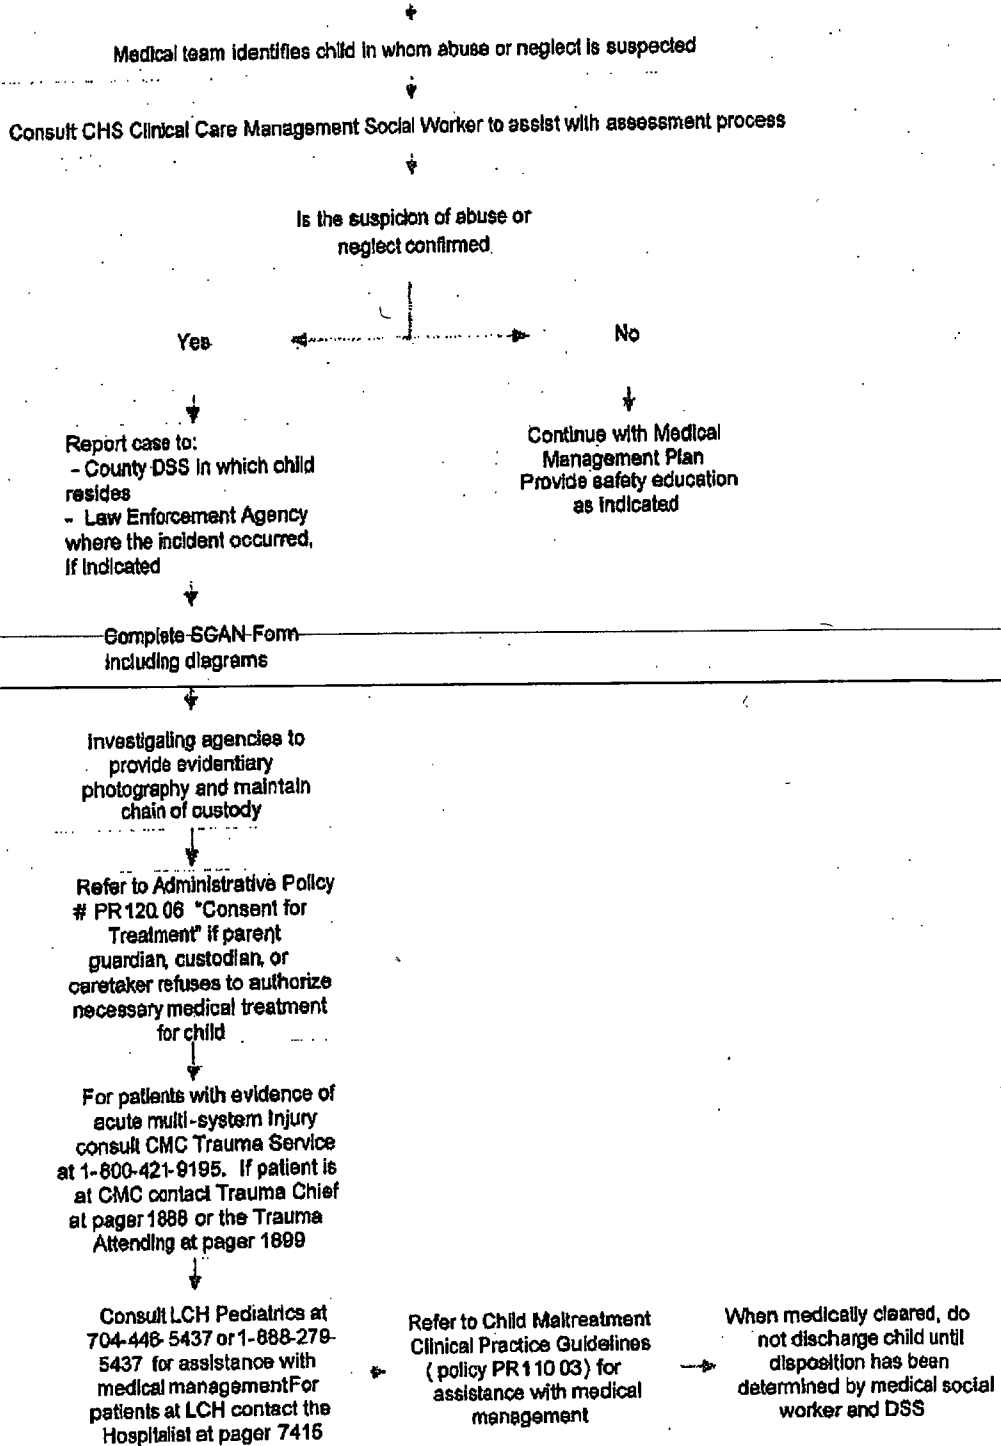 Medical team identifies child in whom abuse or neglect is suspected
Consult CHS Clinical Care Management Social Worker to assist with assessment process
Is the suspicion of abuse or
neglect confirmed
Yes
No
Report case to:
- County DSS in which child
resides
- Law Enforcement Agency
where the incident occurred,
if indicated
Continue with Medical
Management Plan
Provide safety education
as indicated
Complete SCAN Form
including diagrams
Investigating agencies to
provide evidentiary
photography and maintain
chain of custody
Refer to Administrative Policy
# PR 120.06 "Consent for
Treatment" if parent
guardian, custodian, or
caretaker refuses to authorize
necessary medical treatment
for child
For patients with evidence of
acute multi-system injury
consult CMC Trauma Service
at 1-800-421-9195. If patient is
at CMC contact Trauma Chief
at pager 1888 or the Trauma
Attending at pager 1899
Consult LCH Pediatrics at
704-446-5437 or 1-888-279-
5437 for assistance with
medical managementFor
patients at LCH contact the
Hospitalist at pager 7415
Refer to Child Maltreatment
Clinical Practice Guidelines
(policy PR 110 03) for
assistance with medical
management
When medically cleared, do
not discharge child until
disposition has been
determined by medical social
worker and DSS